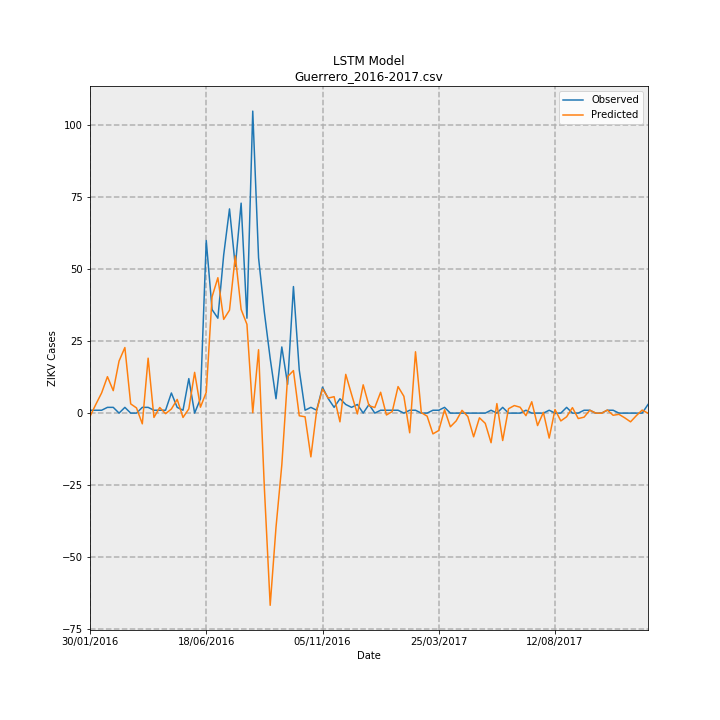 LSTM Model
Guerrero_2016-2017.csv
Observed
Predicted
100
75
50
25
0
−25
−50
−75
ZIKV Cases
30/01/2016 18/06/2016 05/11/2016 25/03/2017 12/08/2017
Date